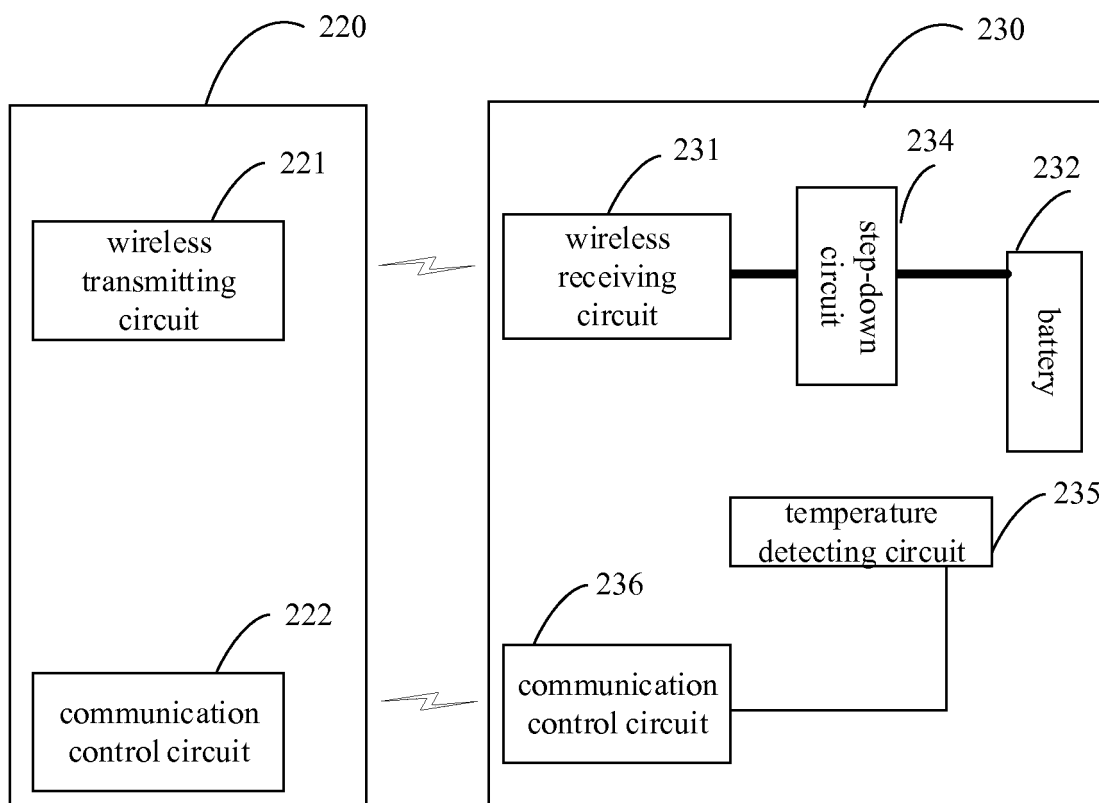 220
230
221
wireless
transmitting
circuit
231
wireless
receiving
circuit
234
step-down
circuit
232
battery
235
temperature
detecting circuit
222
communication
control circuit
236
communication
control circuit